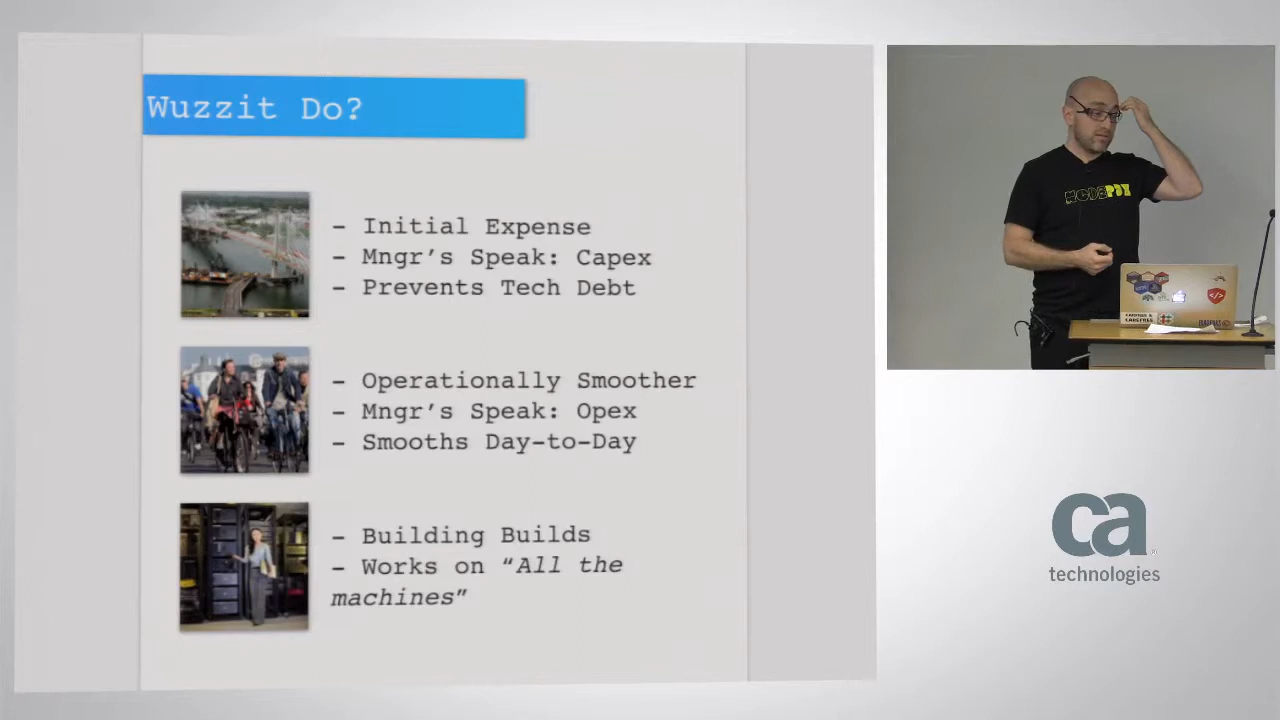 Wuzzit Do?
- Initial Expense
- Mngr's Speak: Capex
- Prevents Tech Debt
- Operationally Smoother
- Mngr's Speak: Opex
- Smooths Day-to-Day
- Building Builds
- Works on "All the
machines"
NODEPDX
ca
technologies